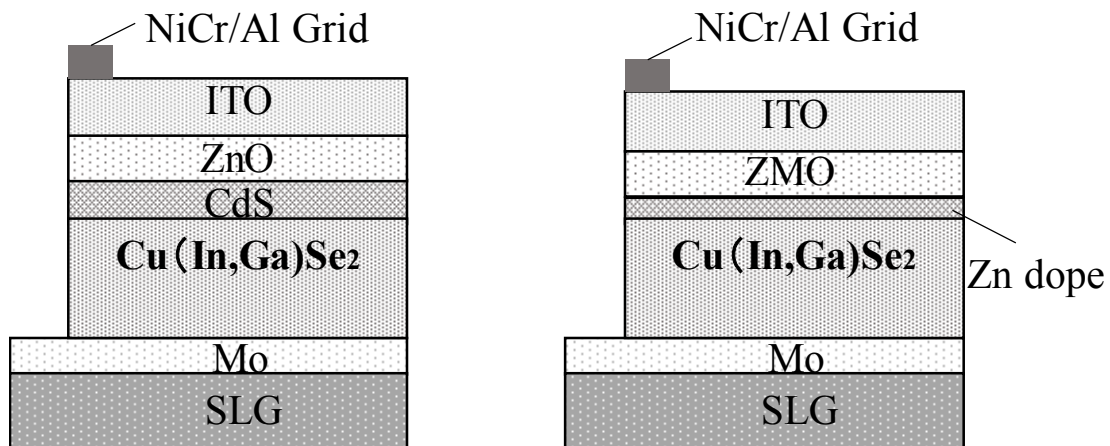 NiCr/Al Grid
ITO
ZnO
CdS
Cu(In,Ga)Se2
Mo
SLG
NiCr/Al Grid
ITO
ZMO
Cu(In,Ga)Se2
Zn dope
Mo
SLG